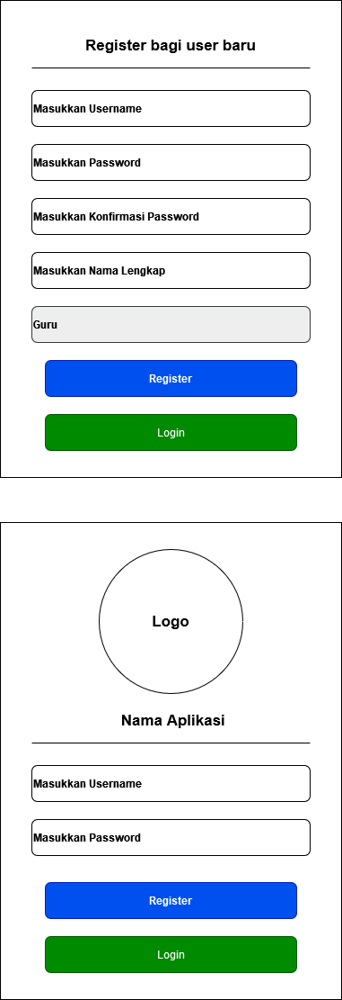 Register bagi user baru
Masukkan Username
Masukkan Password
Masukkan Konfirmasi Password
Masukkan Nama Lengkap
Guru
Register
Login
Logo
Nama Aplikasi
Masukkan Username
Masukkan Password
Register
Login